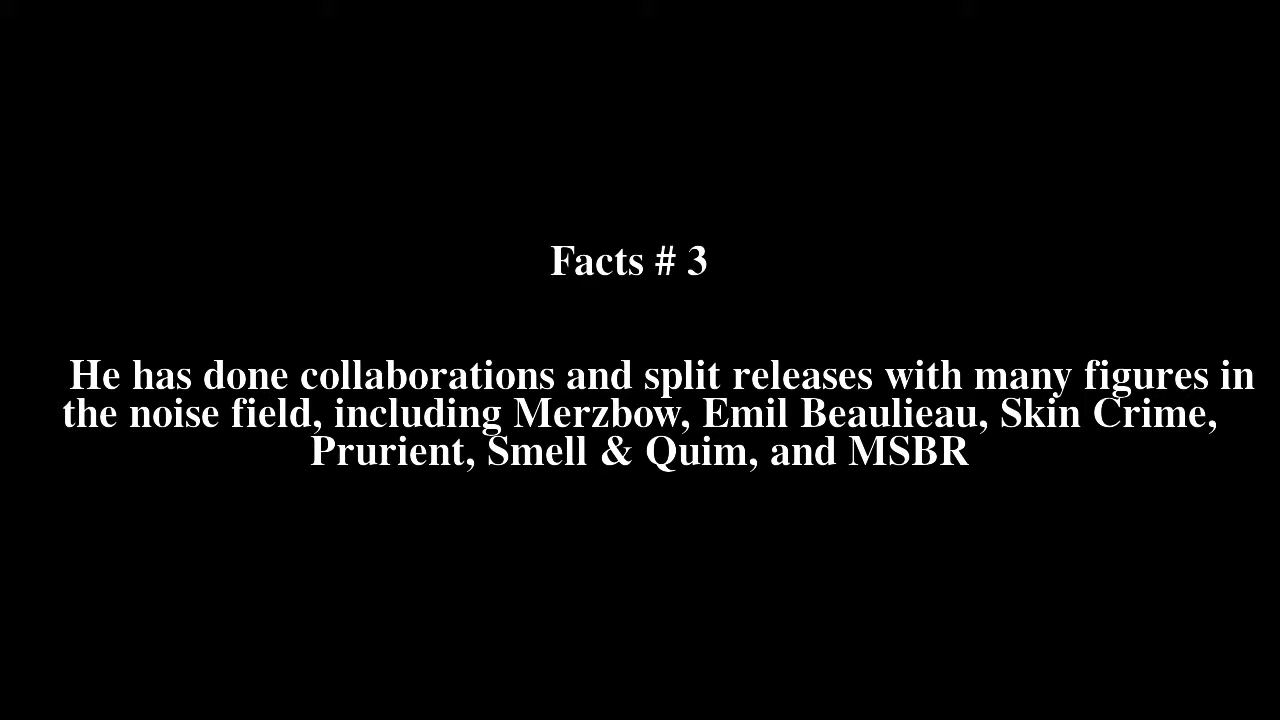 Facts # 3
He has done collaborations and split releases with many figures in
the noise field, including Merzbow, Emil Beaulieau, Skin Crime,
Prurient, Smell & Quim, and MSBR